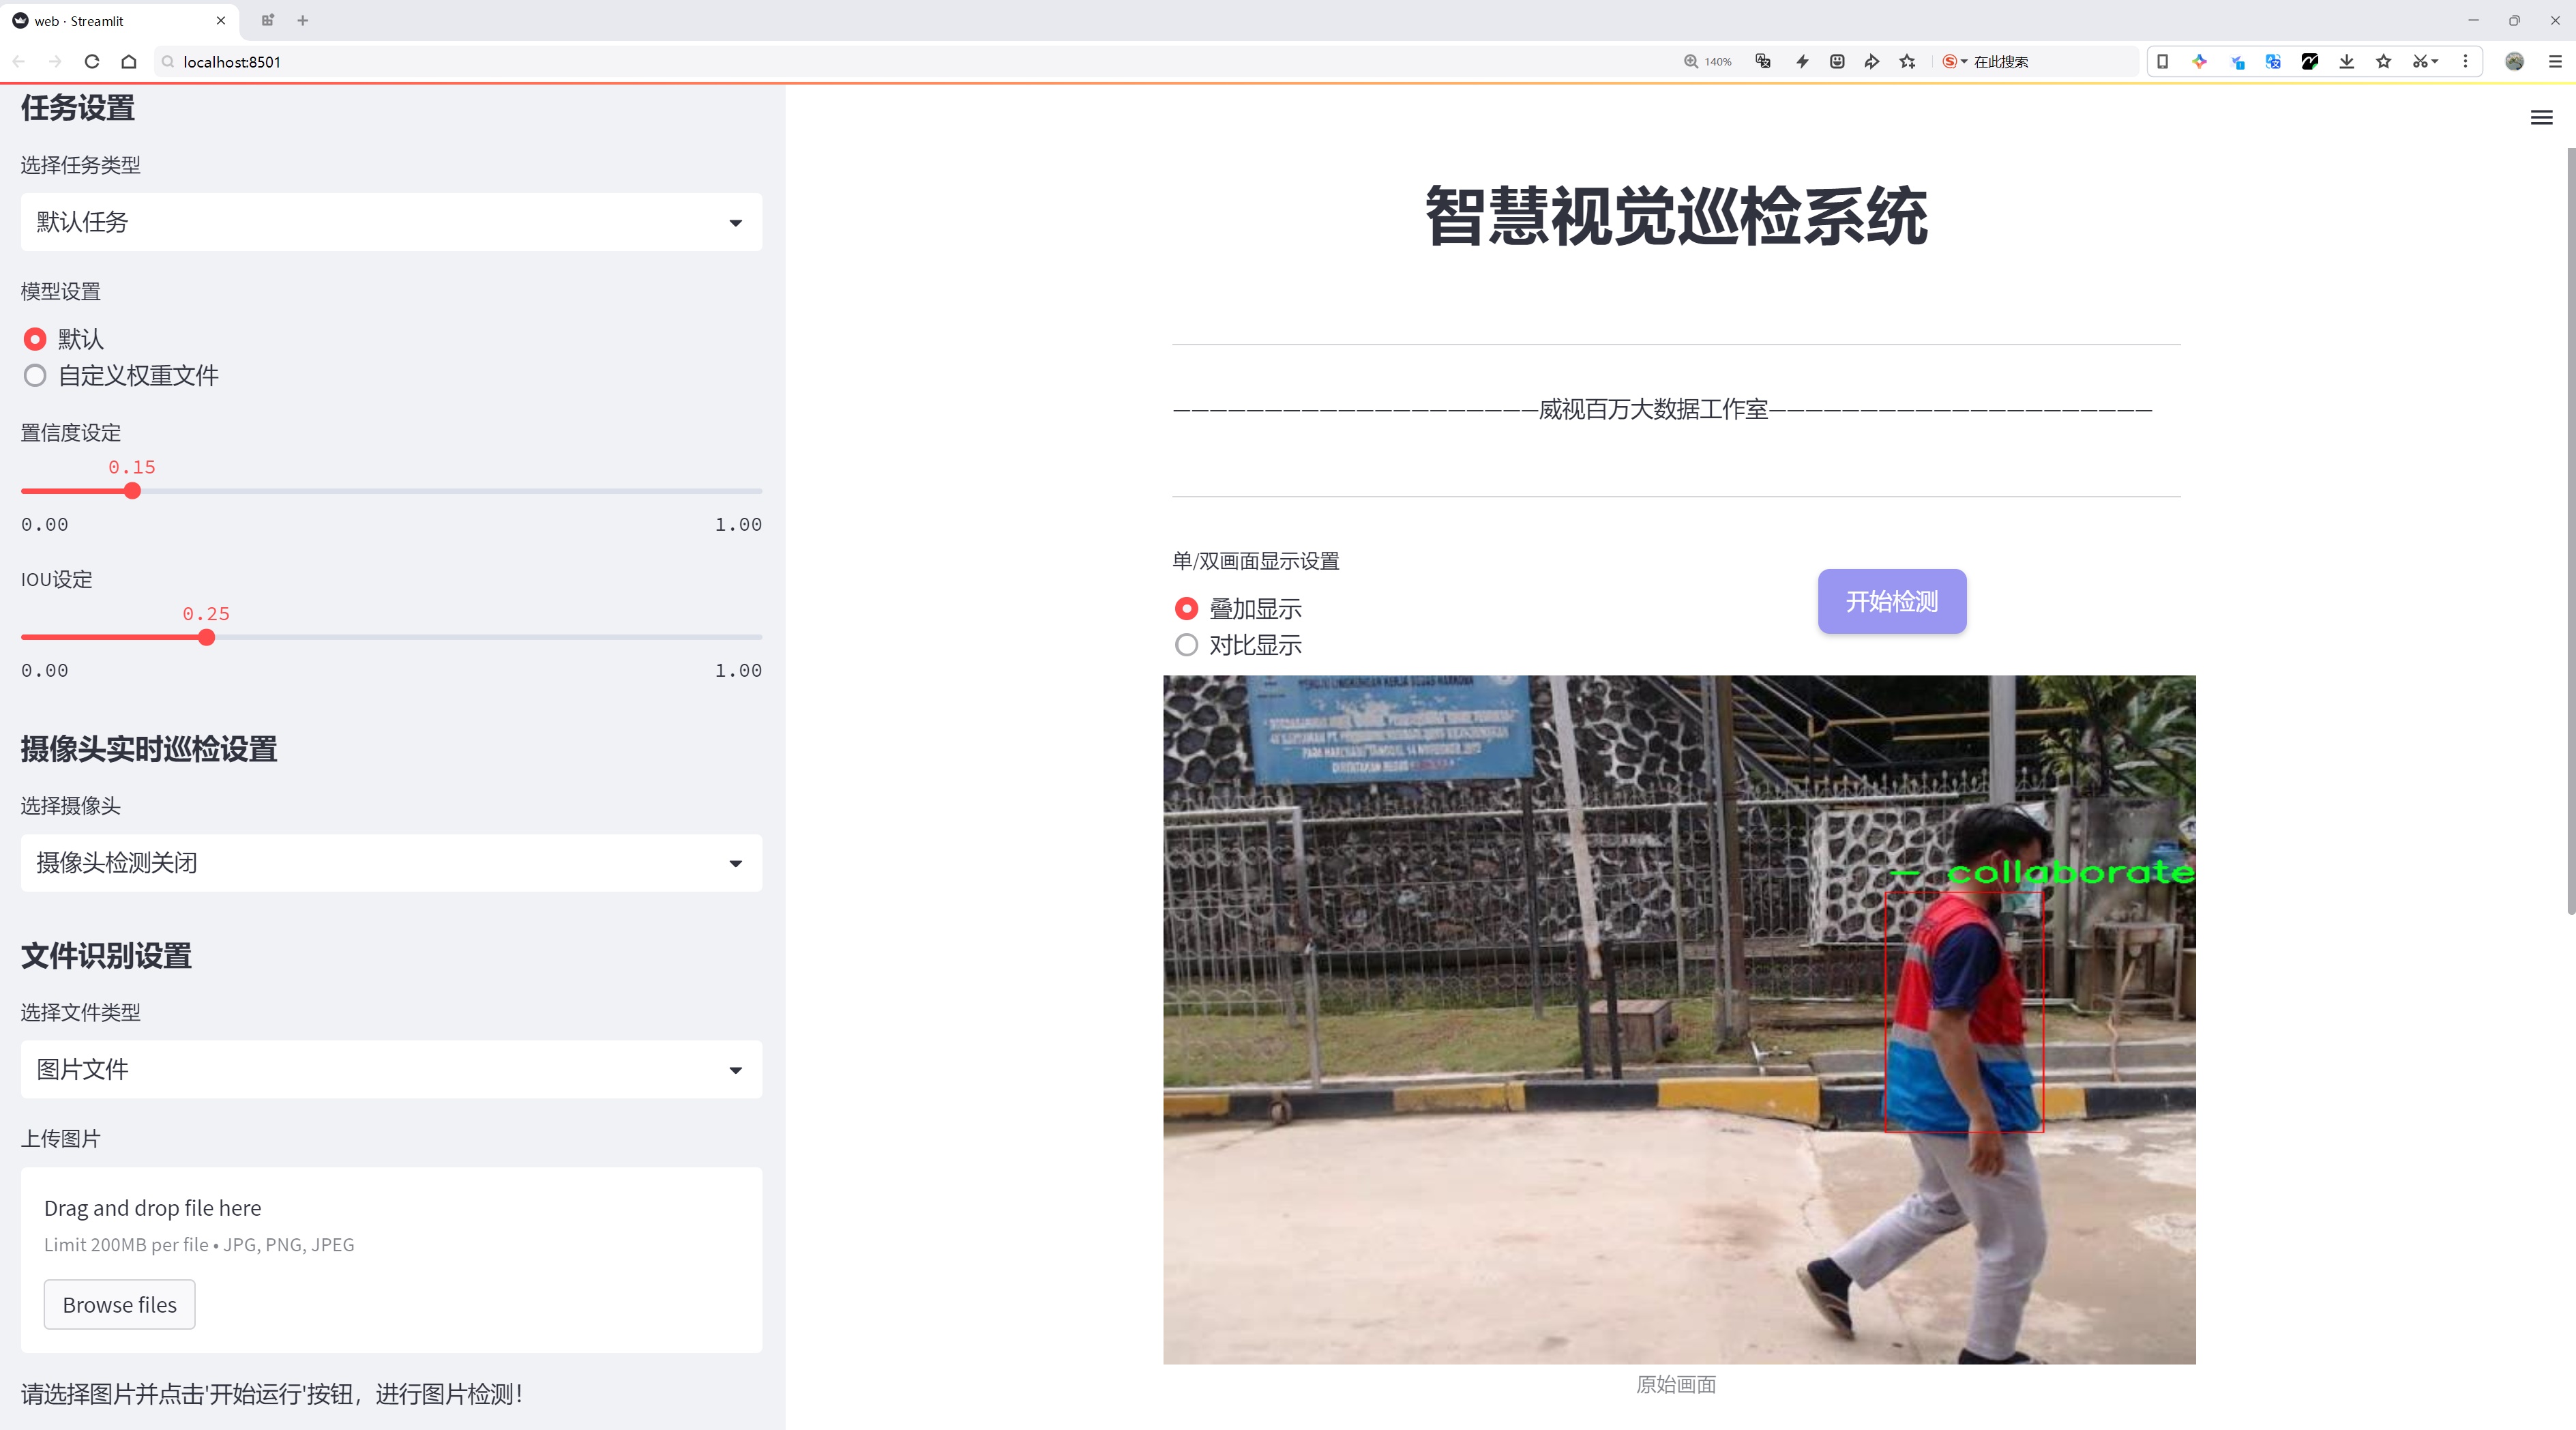 web · Streamlit
localhost:8501
140%
在此搜索
任务设置
选择任务类型
默认任务
模型设置
默认
自定义权重文件
置信度设定
0.15
0.00
1.00
IOU设定
0.25
0.00
1.00
摄像头实时巡检设置
选择摄像头
摄像头检测关闭
文件识别设置
选择文件类型
图片文件
上传图片
Drag and drop file here
Limit 200MB per file • JPG, PNG, JPEG
Browse files
请选择图片并点击'开始运行'按钮，进行图片检测！
智慧视觉巡检系统
————————————————————威视百万大数据工作室—————————————————————
单/双画面显示设置
叠加显示
对比显示
开始检测
— collaborate
原始画面